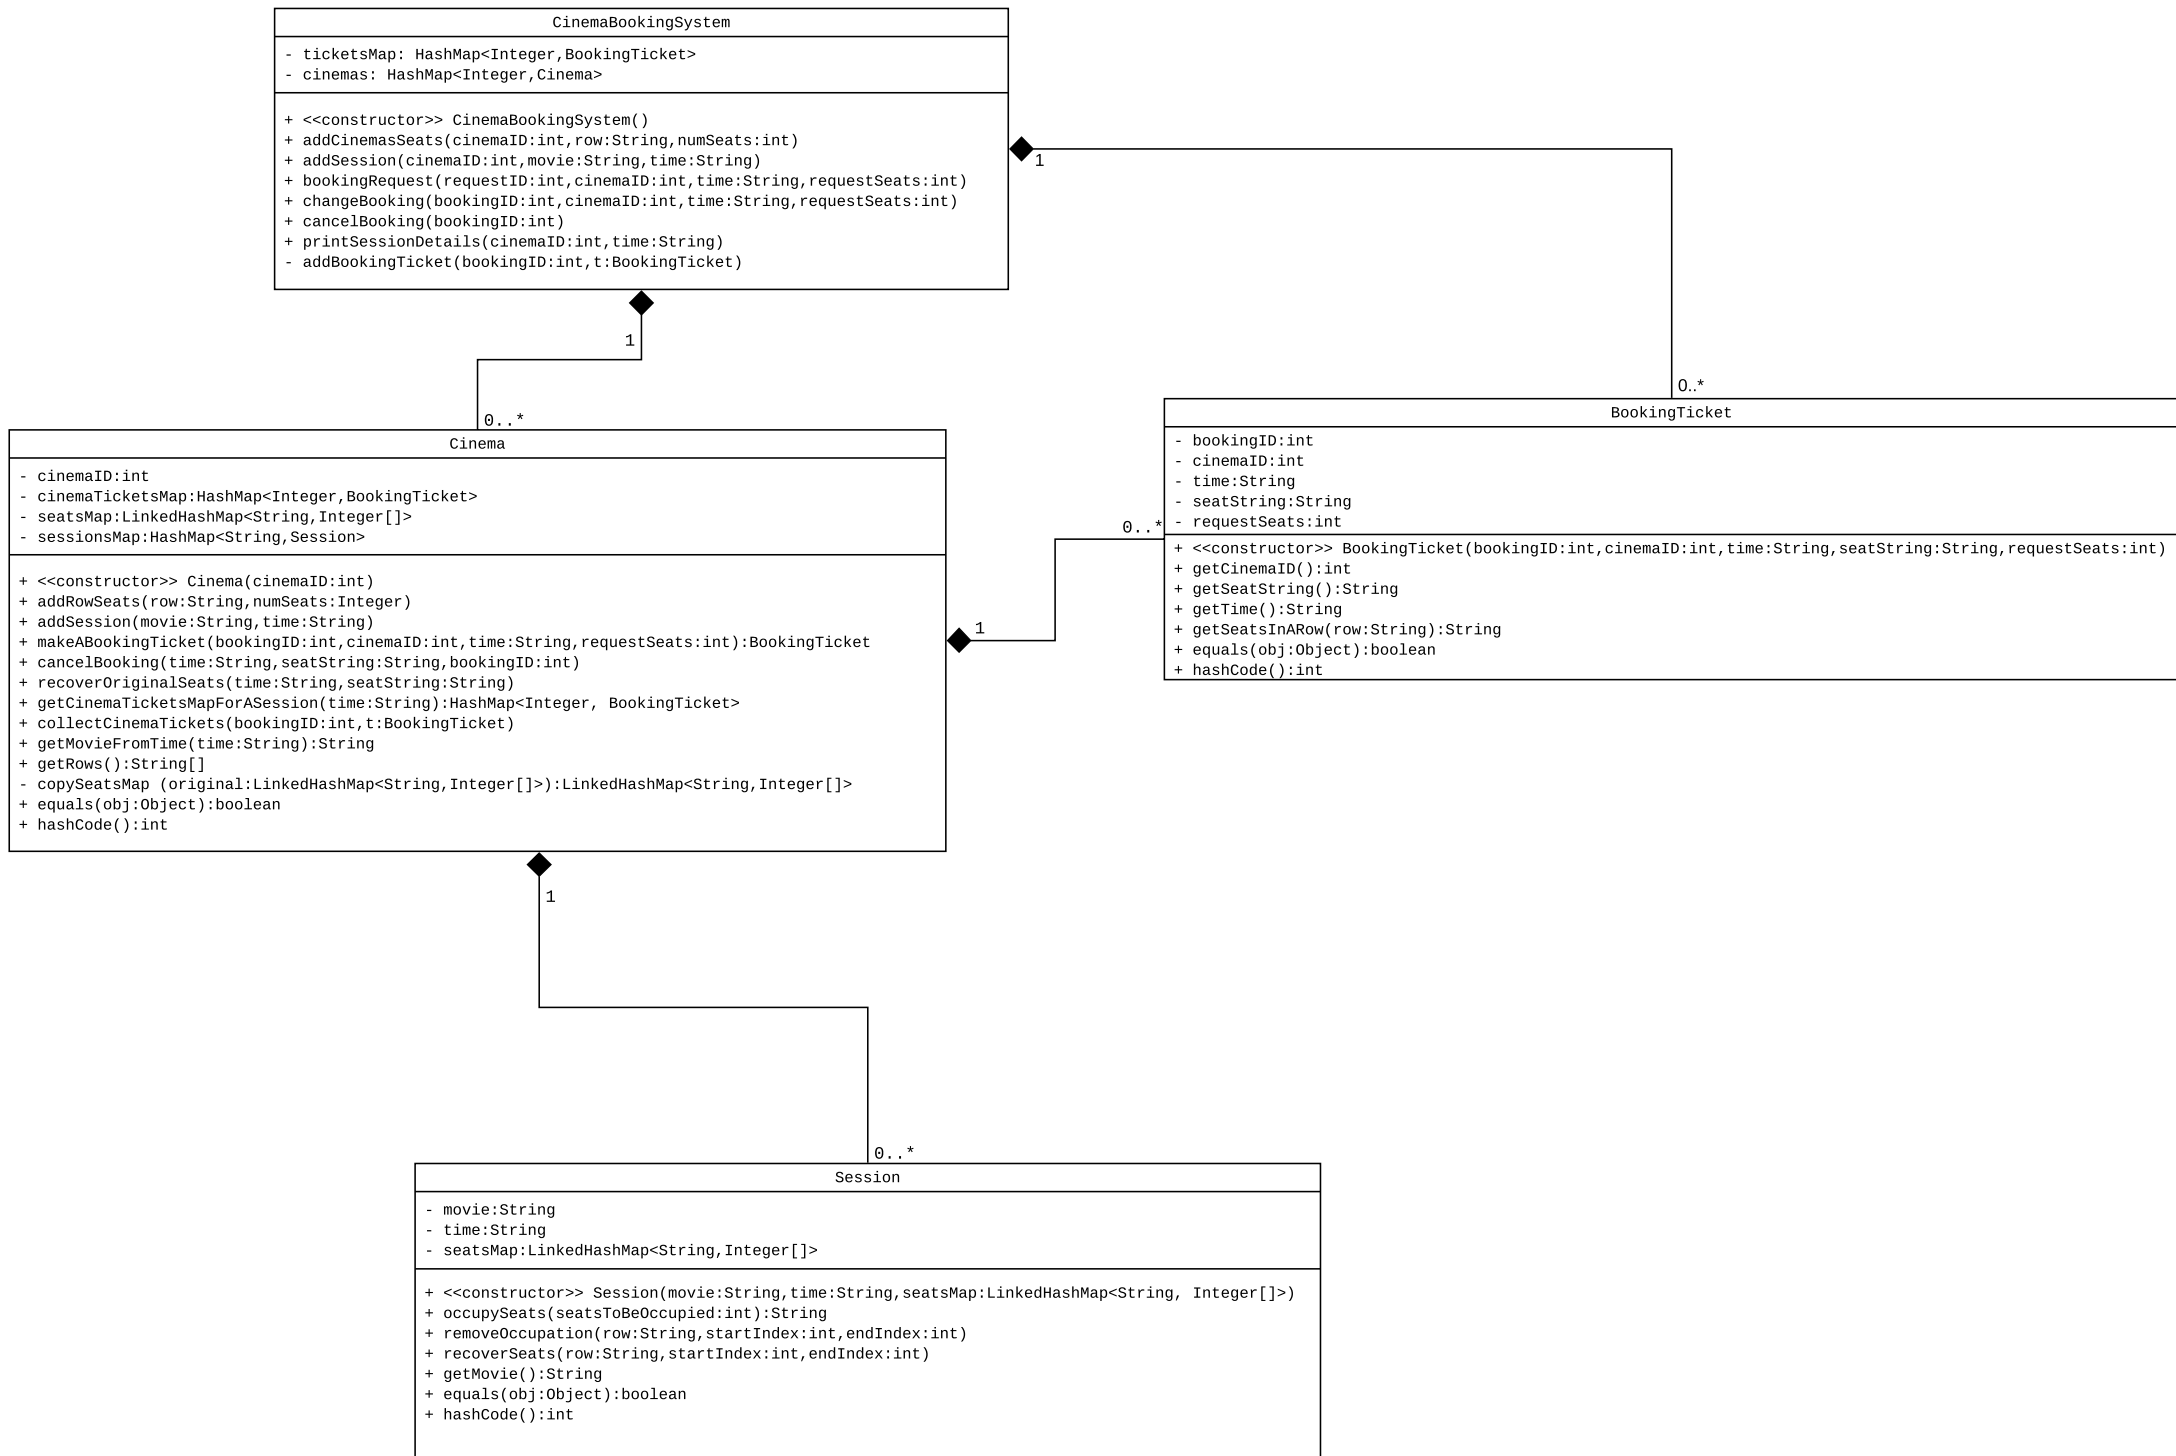 CinemaBookingSystem
- ticketsMap: HashMap<Integer,BookingTicket>
- cinemas: HashMap<Integer,Cinema>
+ <<constructor>> CinemaBookingSystem()
+ addCinemasSeats(cinemaID:int,row:String,numSeats:int)
+ addSession(cinemaID:int,movie:String,time:String)
+ bookingRequest(requestID:int,cinemaID:int,time:String,requestSeats:int)
+ changeBooking(bookingID:int,cinemaID:int,time:String,requestSeats:int)
+ cancelBooking(bookingID:int)
+ printSessionDetails(cinemaID:int,time:String)
- addBookingTicket(bookingID:int,t:BookingTicket)
1
1
0..*
0..*
Cinema
- cinemaID:int
- cinemaTicketsMap:HashMap<Integer,BookingTicket>
- seatsMap:LinkedHashMap<String,Integer[]>
- sessionsMap:HashMap<String,Session>
+ <<constructor>> Cinema(cinemaID:int)
+ addRowSeats(row:String,numSeats:Integer)
+ addSession(movie:String,time:String)
+ makeABookingTicket(bookingID:int,cinemaID:int,time:String,requestSeats:int):BookingTicket
+ cancelBooking(time:String,seatString:String,bookingID:int)
+ recoverOriginalSeats(time:String,seatString:String)
+ getCinemaTicketsMapForASession(time:String):HashMap<Integer, BookingTicket>
+ collectCinemaTickets(bookingID:int,t:BookingTicket)
+ getMovieFromTime(time:String):String
+ getRows():String[]
- copySeatsMap (original:LinkedHashMap<String,Integer[]>):LinkedHashMap<String,Integer[]>
+ equals(obj:Object):boolean
+ hashCode():int
1
0..*
BookingTicket
- bookingID:int
- cinemaID:int
- time:String
- seatString:String
- requestSeats:int
+ <<constructor>> BookingTicket(bookingID:int,cinemaID:int,time:String,seatString:String,requestSeats:int)
+ getCinemaID():int
+ getSeatString():String
+ getTime():String
+ getSeatsInARow(row:String):String
+ equals(obj:Object):boolean
+ hashCode():int
1
0..*
Session
- movie:String
- time:String
- seatsMap:LinkedHashMap<String,Integer[]>
+ <<constructor>> Session(movie:String,time:String,seatsMap:LinkedHashMap<String, Integer[]>)
+ occupySeats(seatsToBeOccupied:int):String
+ removeOccupation(row:String,startIndex:int,endIndex:int)
+ recoverSeats(row:String,startIndex:int,endIndex:int)
+ getMovie():String
+ equals(obj:Object):boolean
+ hashCode():int